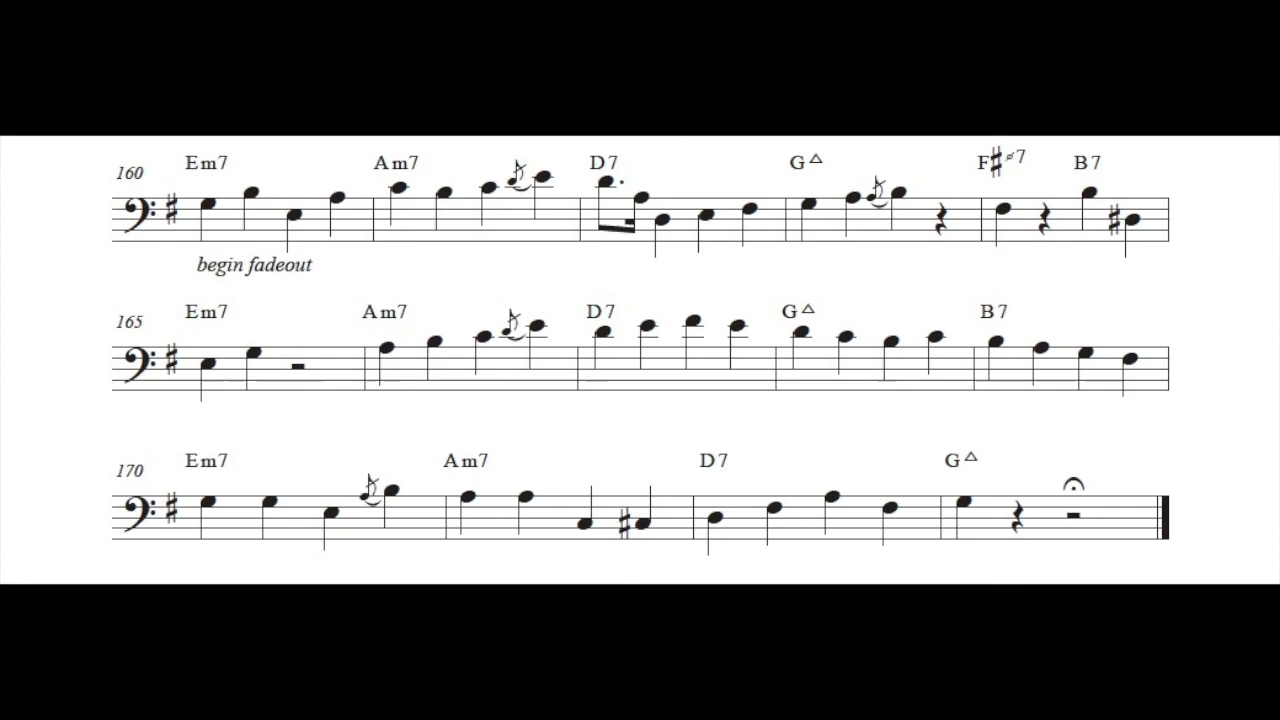 160 Em7 Am7 D7 G△ F#ø7 B7
begin fadeout
165 Em7 Am7 D7 G△ B7
170 Em7 Am7 D7 G△